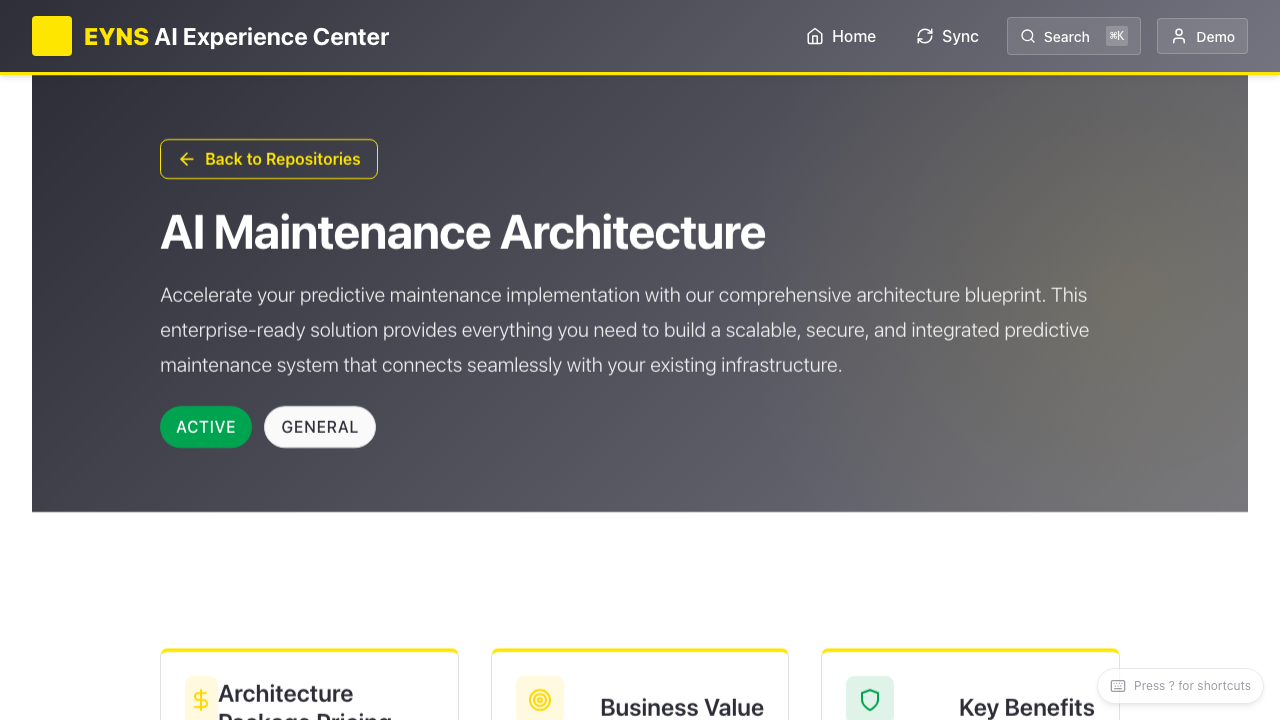 EYNS AI Experience Center
Home
Sync
Search
⌘K
Demo
Back to Repositories
AI Maintenance Architecture
Accelerate your predictive maintenance implementation with our comprehensive architecture blueprint. This
enterprise-ready solution provides everything you need to build a scalable, secure, and integrated predictive
maintenance system that connects seamlessly with your existing infrastructure.
ACTIVE
GENERAL
Architecture
Package Pricing
Business Value
Key Benefits
Press ? for shortcuts